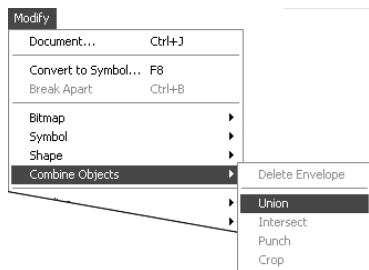 Modify
Document... Ctrl+J
Convert to Symbol... F8
Break Apart Ctrl+B
Bitmap
Symbol
Shape
Combine Objects
Delete Envelope
Union
Intersect
Punch
Crop